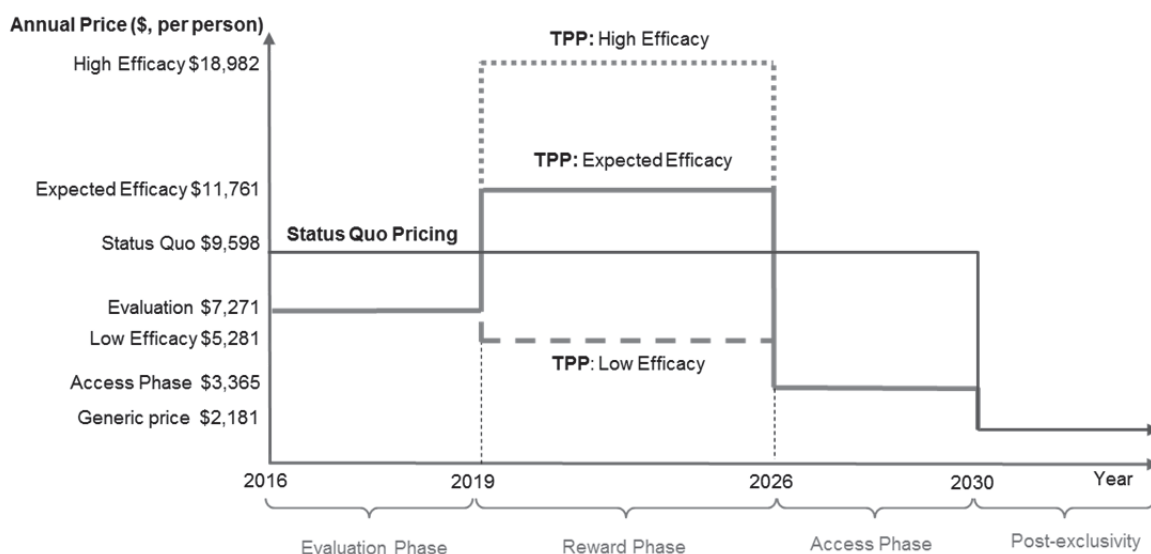 Annual Price ($, per person)
High Efficacy $18,982
TPP: High Efficacy
Expected Efficacy $11,761
TPP: Expected Efficacy
Status Quo $9,598
Status Quo Pricing
Evaluation $7,271
Low Efficacy $5,281
TPP: Low Efficacy
Access Phase $3,365
Generic price $2,181
2016 2019 2026 2030 Year
Evaluation Phase Reward Phase Access Phase Post-exclusivity